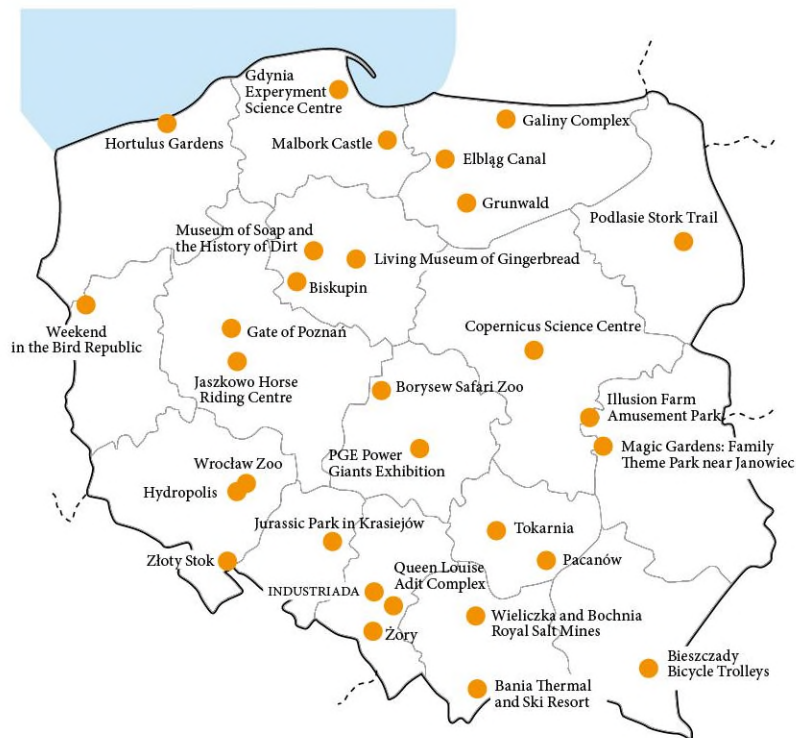 Gdynia
Experyment
Science Centre
Hortulus Gardens
Malbork Castle
Galiny Complex
Elbląg Canal
Grunwald
Podlasie Stork Trail
Museum of Soap and
the History of Dirt
Living Museum of Gingerbread
Biskupin
Weekend
in the Bird Republic
Gate of Poznań
Copernicus Science Centre
Jaszkowo Horse
Riding Centre
Borysew Safari Zoo
Illusion Farm
Amusement Park
Magic Gardens: Family
Theme Park near Janowiec
PGE Power
Giants Exhibition
Wrocław Zoo
Hydropolis
Jurassic Park in Krasiejów
Tokarnia
Pacanów
Złoty Stok
Queen Louise
Adit Complex
INDUSTRIADA
Żory
Wieliczka and Bochnia
Royal Salt Mines
Bieszczady
Bicycle Trolleys
Bania Thermal
and Ski Resort